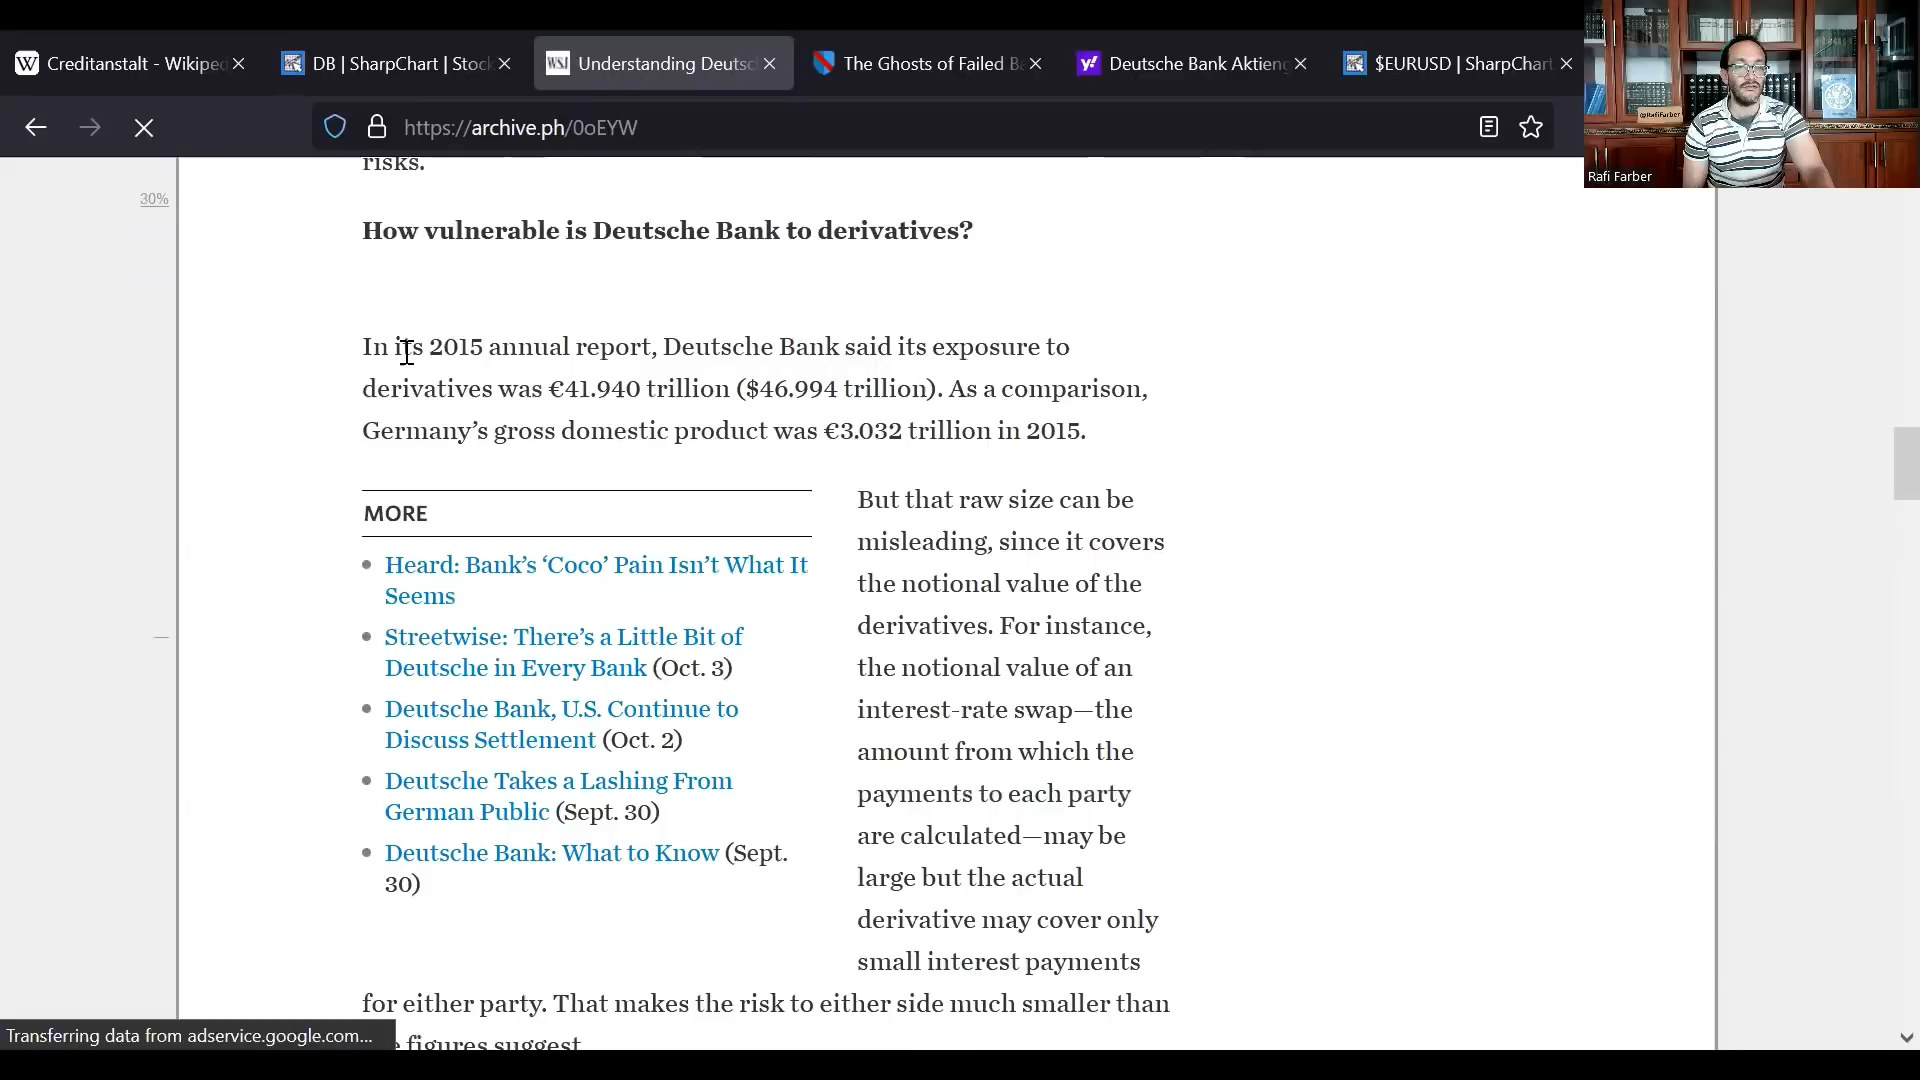 Creditanstalt - Wikipe
DB | SharpChart | Stoc
WSJ
Understanding Deutsc
The Ghosts of Failed B
Deutsche Bank Aktieng
$EURUSD | SharpChart
https://archive.ph/0oEYW
@RafiFarber
Rafi Farber
risks.
30%
How vulnerable is Deutsche Bank to derivatives?
In its 2015 annual report, Deutsche Bank said its exposure to
derivatives was €41.940 trillion ($46.994 trillion). As a comparison,
Germany’s gross domestic product was €3.032 trillion in 2015.
MORE
Heard: Bank’s ‘Coco’ Pain Isn’t What It
Seems
Streetwise: There’s a Little Bit of
Deutsche in Every Bank (Oct. 3)
Deutsche Bank, U.S. Continue to
Discuss Settlement (Oct. 2)
Deutsche Takes a Lashing From
German Public (Sept. 30)
Deutsche Bank: What to Know (Sept.
30)
But that raw size can be
misleading, since it covers
the notional value of the
derivatives. For instance,
the notional value of an
interest-rate swap—the
amount from which the
payments to each party
are calculated—may be
large but the actual
derivative may cover only
small interest payments
for either party. That makes the risk to either side much smaller than
figures suggest.
Transferring data from adservice.google.com...